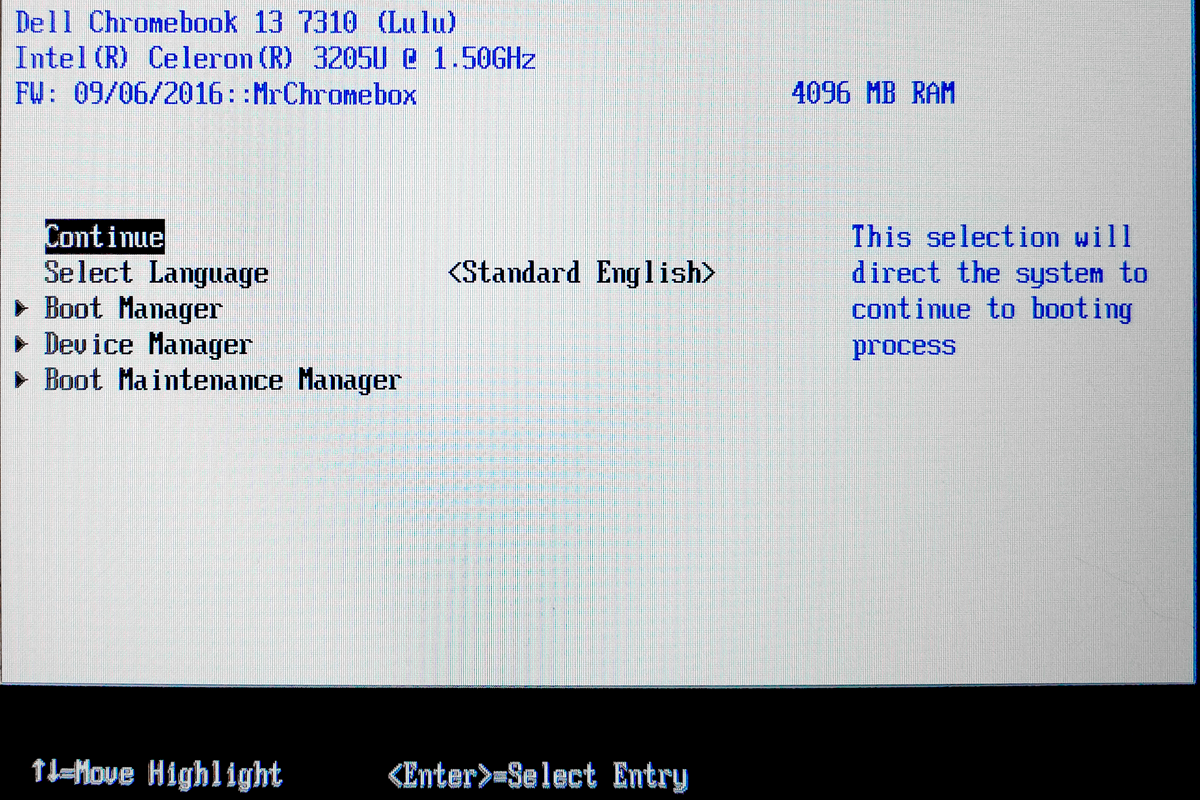 Dell Chromebook 13 7310 (Lulu)
Intel(R) Celeron(R) 3205U @ 1.50GHz
FW: 09/06/2016::MrChromebox 4096 MB RAM
Continue
Select Language <Standard English>
▶ Boot Manager
▶ Device Manager
▶ Boot Maintenance Manager
This selection will
direct the system to
continue to booting
process
↑↓=Move Highlight <Enter>=Select Entry